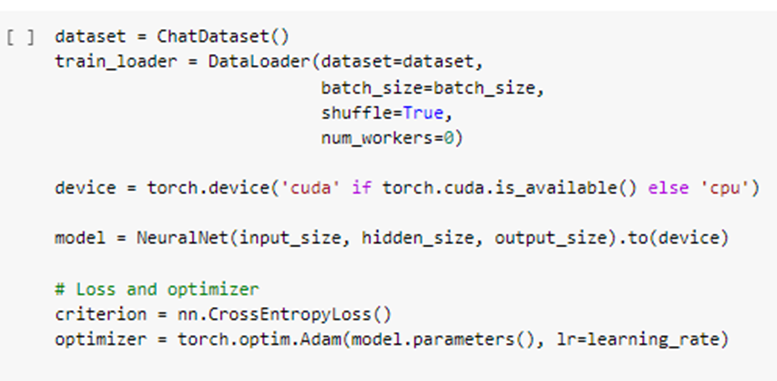 [ ] dataset = ChatDataset()
train_loader = DataLoader(dataset=dataset,
batch_size=batch_size,
shuffle=True,
num_workers=0)
device = torch.device('cuda' if torch.cuda.is_available() else 'cpu')
model = NeuralNet(input_size, hidden_size, output_size).to(device)
# Loss and optimizer
criterion = nn.CrossEntropyLoss()
optimizer = torch.optim.Adam(model.parameters(), lr=learning_rate)